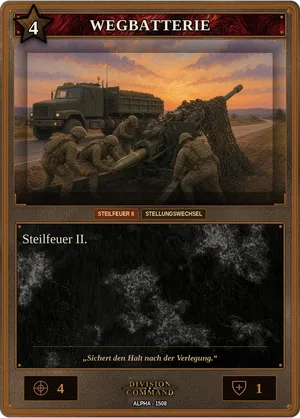 4
WEGBATTERIE
STEILFEUER II
STELLUNGSWECHSEL
Steilfeuer II.
„Sichert den Halt nach der Verlegung.“
4
DIVISION
COMMAND
1
ALPHA - 1508